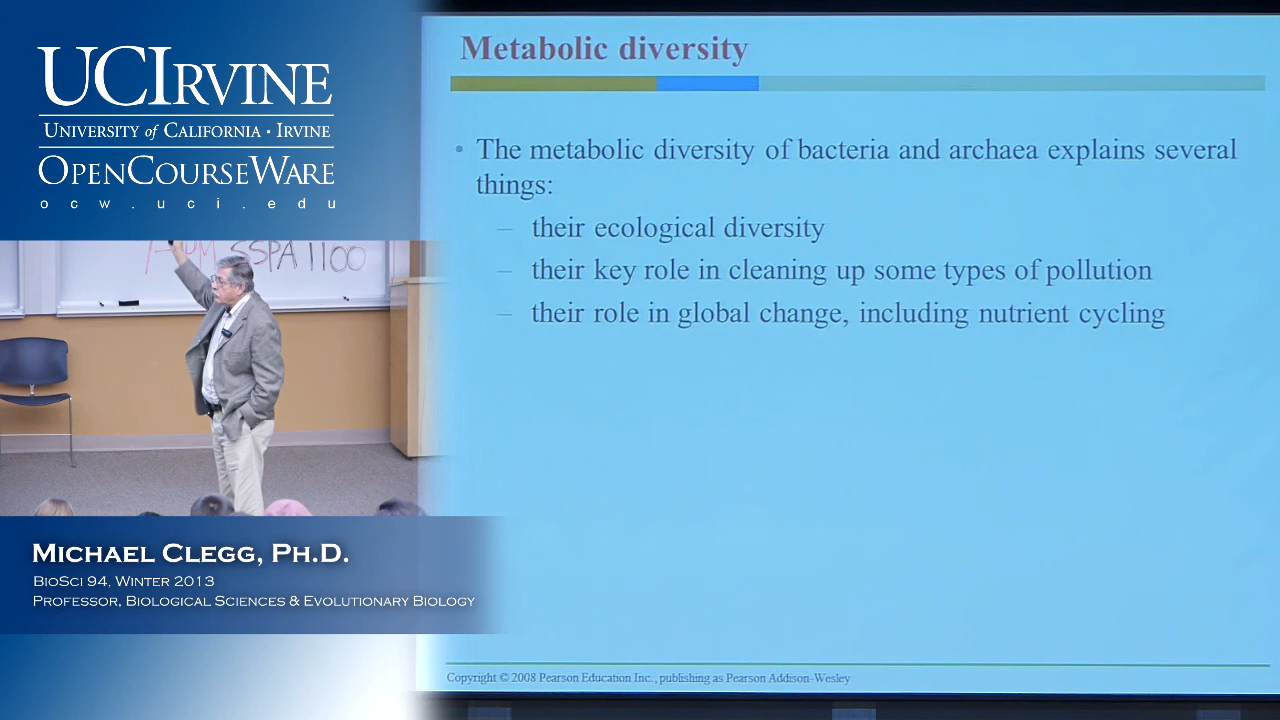 UCIRVINE
UNIVERSITY of CALIFORNIA · IRVINE
OPENCOURSEWARE
ocw.uci.edu
SSPA 1100
MICHAEL CLEGG, PH.D.
BIOSCI 94, WINTER 2013
PROFESSOR, BIOLOGICAL SCIENCES & EVOLUTIONARY BIOLOGY
Metabolic diversity
• The metabolic diversity of bacteria and archaea explains several
things:
– their ecological diversity
– their key role in cleaning up some types of pollution
– their role in global change, including nutrient cycling
Copyright © 2008 Pearson Education Inc., publishing as Pearson Addison-Wesley